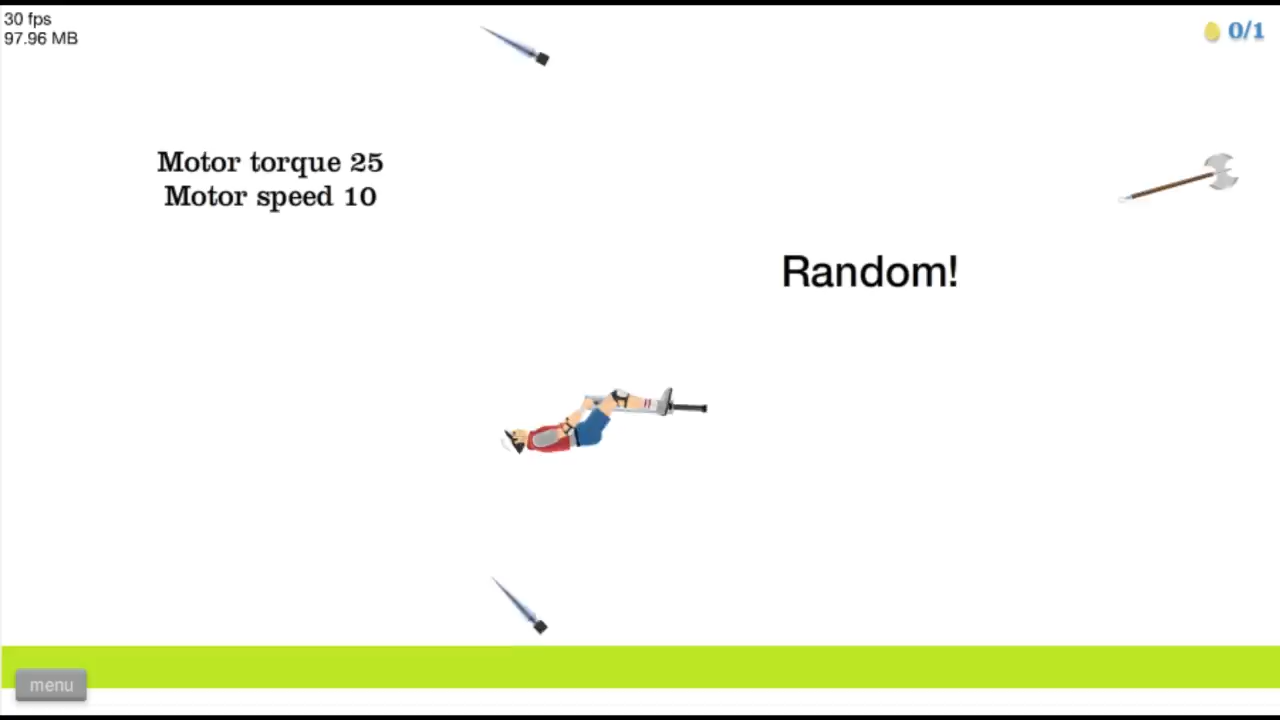 30 fps
97.96 MB
0/1
Motor torque 25
Motor speed 10
Random!
menu